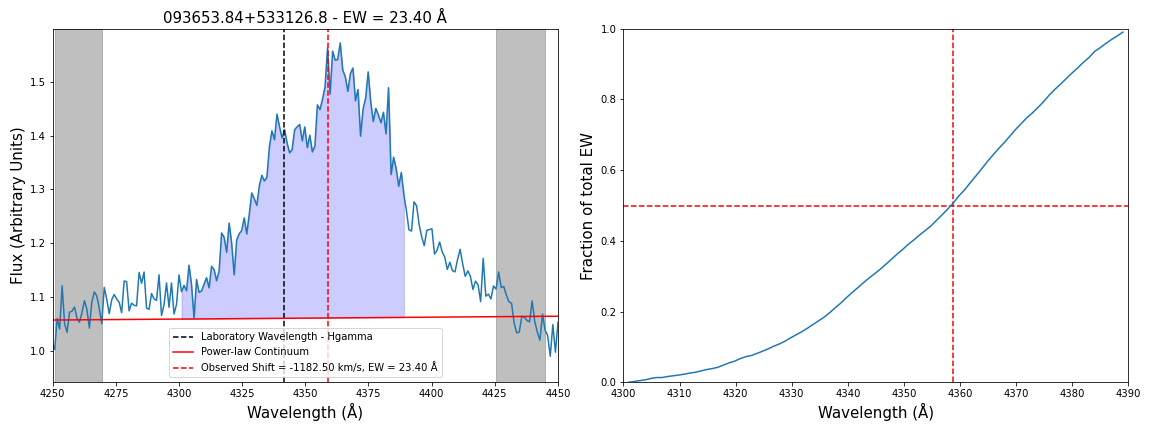 093653.84+533126.8 - EW = 23.40 Å
Flux (Arbitrary Units)
1.5
1.4
1.3
1.2
1.1
1.0
Laboratory Wavelength - Hgamma
Power-law Continuum
Observed Shift = -1182.50 km/s, EW = 23.40 Å
4250 4275 4300 4325 4350 4375 4400 4425 4450
Wavelength (Å)
Fraction of total EW
1.0
0.8
0.6
0.4
0.2
0.0
4300 4310 4320 4330 4340 4350 4360 4370 4380 4390
Wavelength (Å)